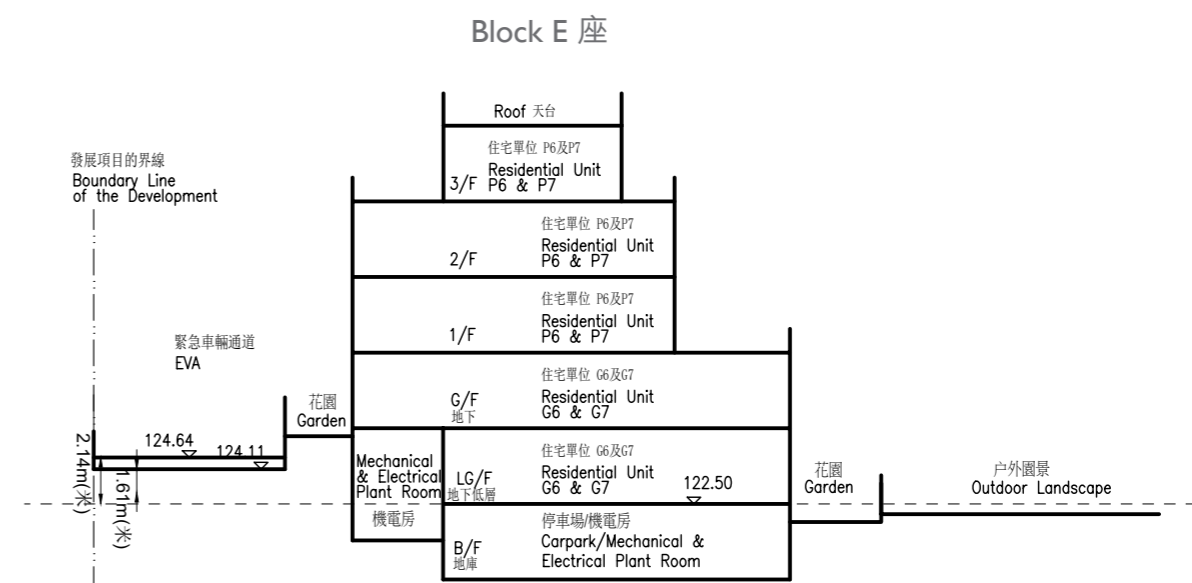 Block E 座
Roof 天台
住宅單位 P6及P7
Residential Unit
3/F P6 & P7
發展項目的界線
Boundary Line
of the Development
住宅單位 P6及P7
Residential Unit
2/F P6 & P7
住宅單位 P6及P7
Residential Unit
1/F P6 & P7
緊急車輛通道
EVA
住宅單位 G6及G7
G/F Residential Unit
地下 G6 & G7
花園
Garden
2.14m(米)
124.64
124.11
1.61m(米)
Mechanical
& Electrical
Plant Room
機電房
住宅單位 G6及G7
LG/F Residential Unit
地下低層 G6 & G7
122.50
花園
Garden
户外園景
Outdoor Landscape
停車場/機電房
B/F Carpark/Mechanical &
地庫 Electrical Plant Room